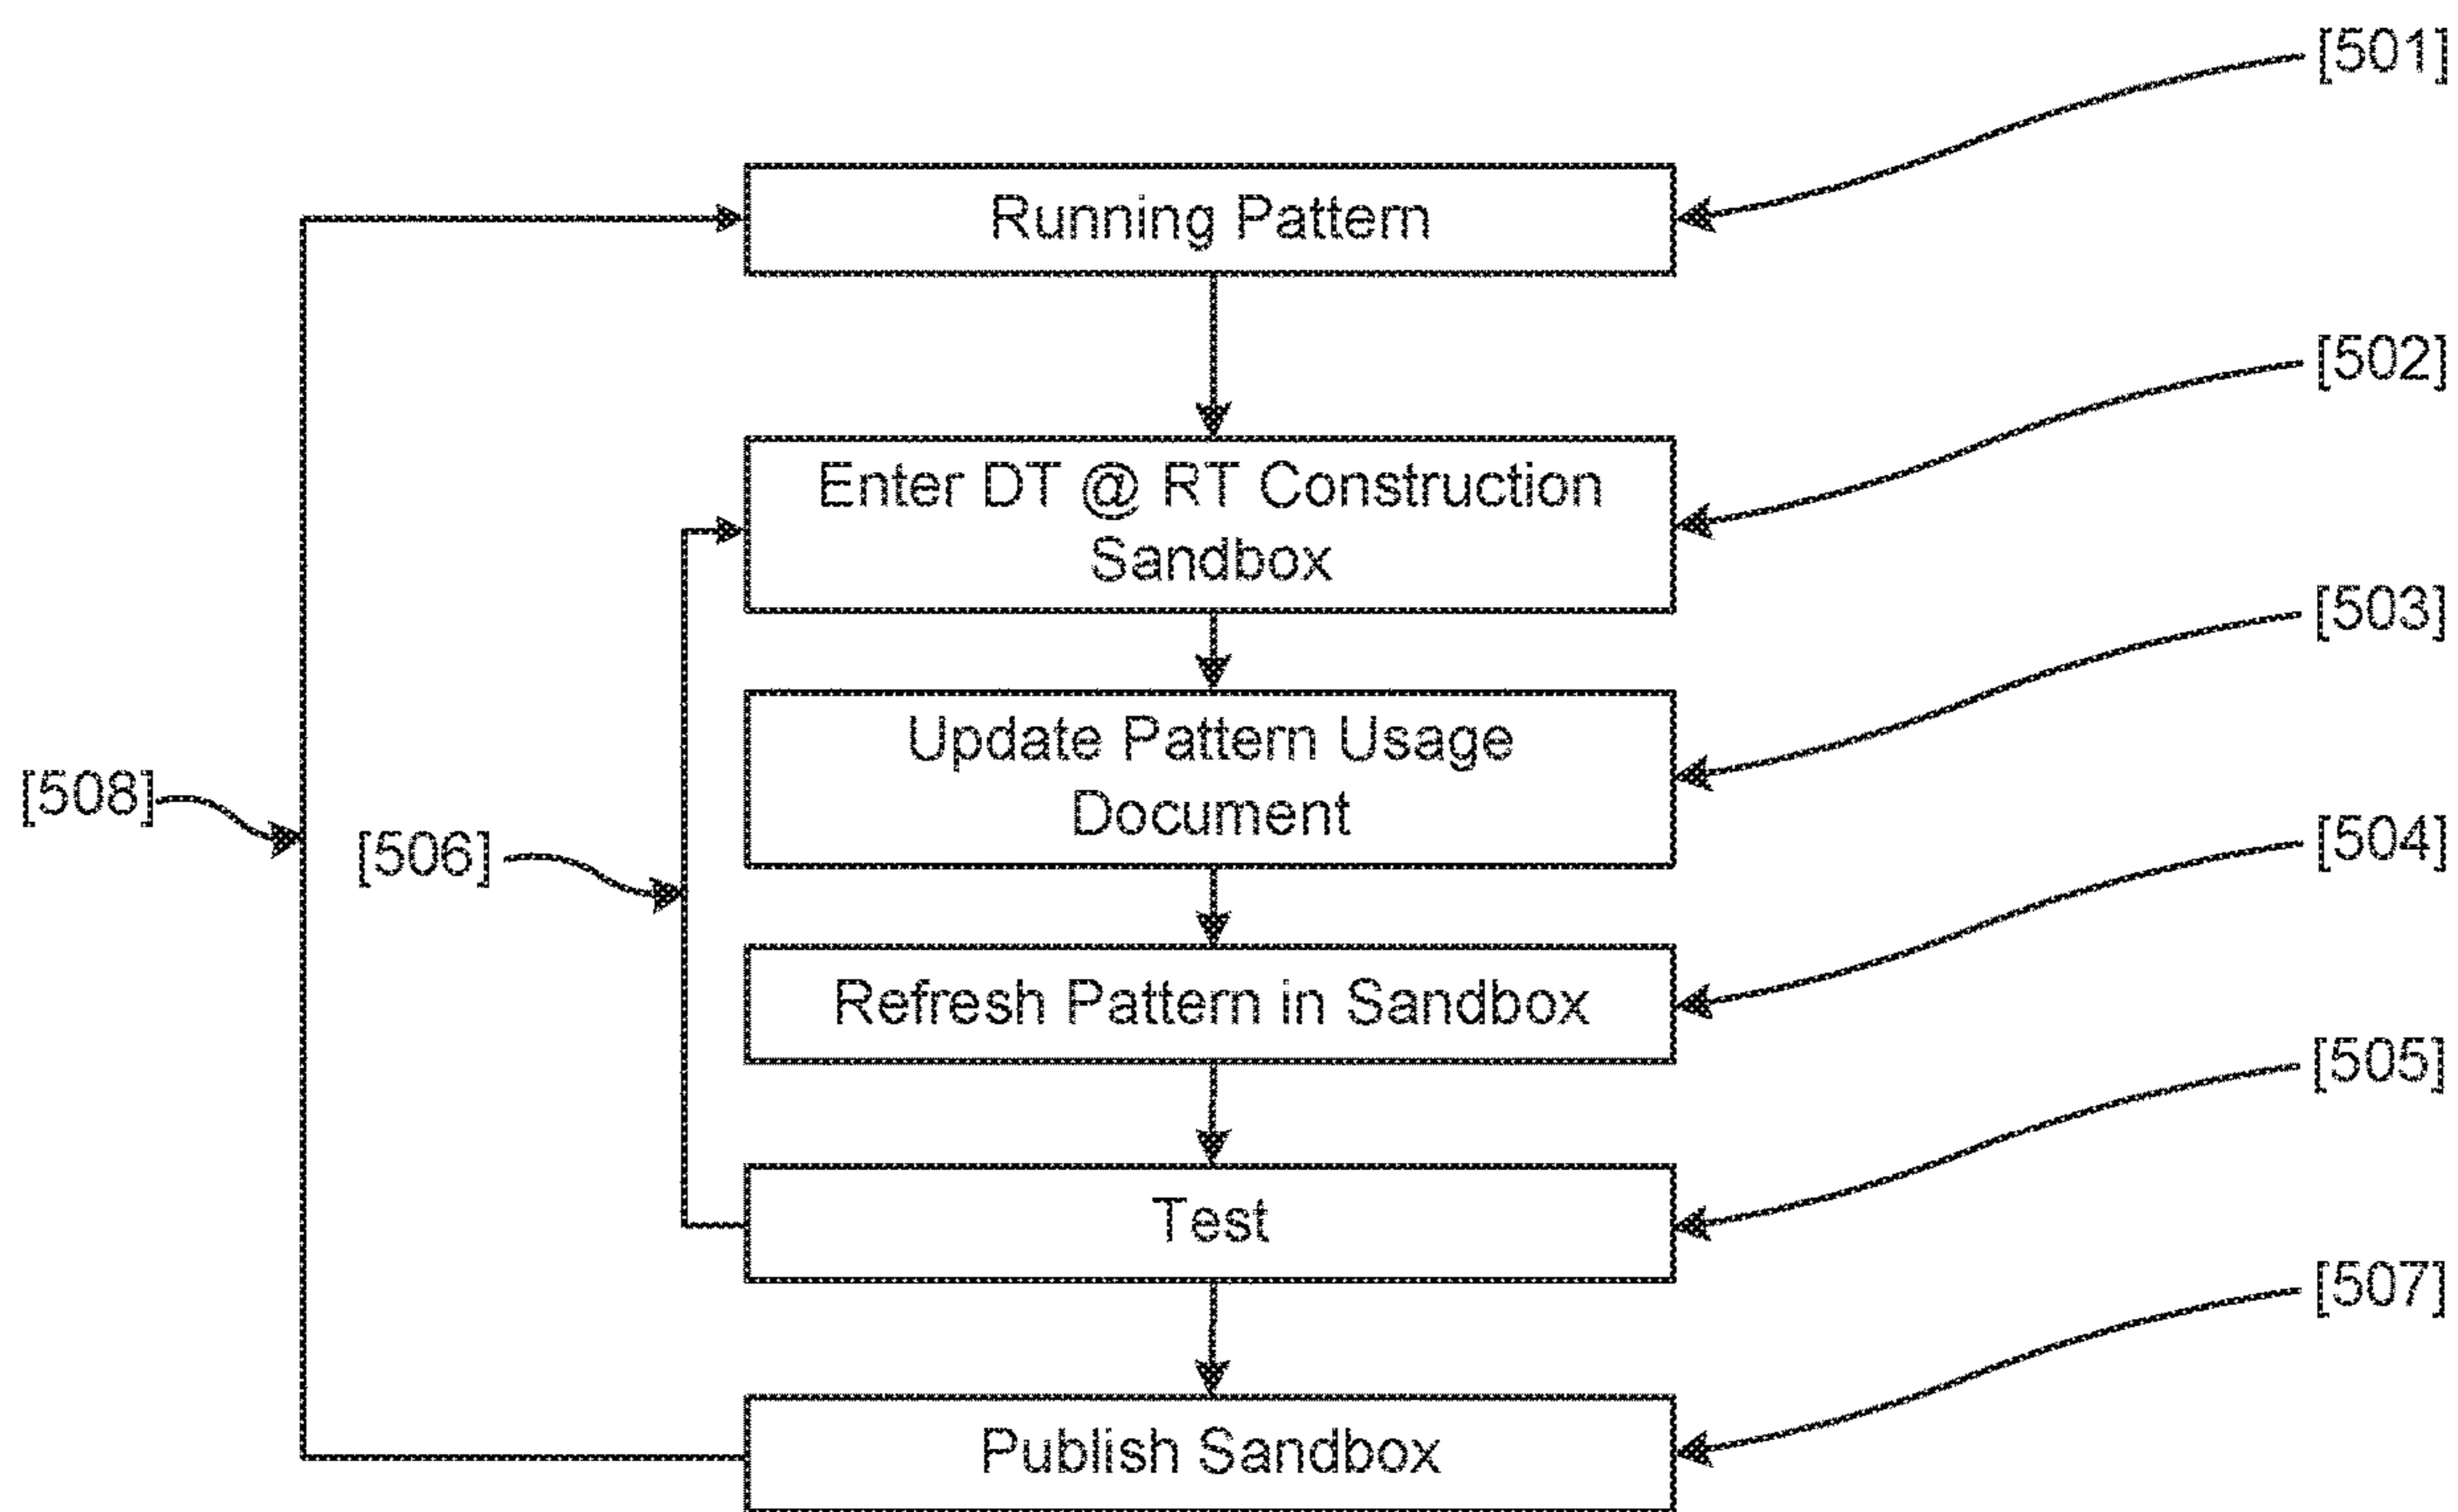 [501]
Running Pattern
[502]
Enter DT @ RT Construction
Sandbox
[503]
Update Pattern Usage
Document
[508]
[506]
[504]
Refresh Pattern in Sandbox
[505]
Test
[507]
Publish Sandbox